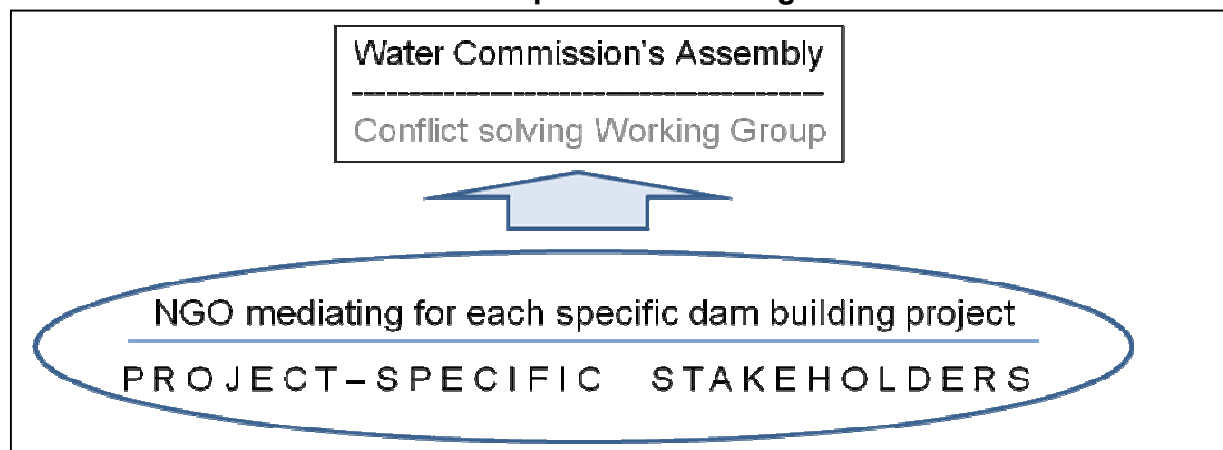 Water Commission's Assembly
Conflict solving Working Group
NGO mediating for each specific dam building project
PROJECT–SPECIFIC STAKEHOLDERS